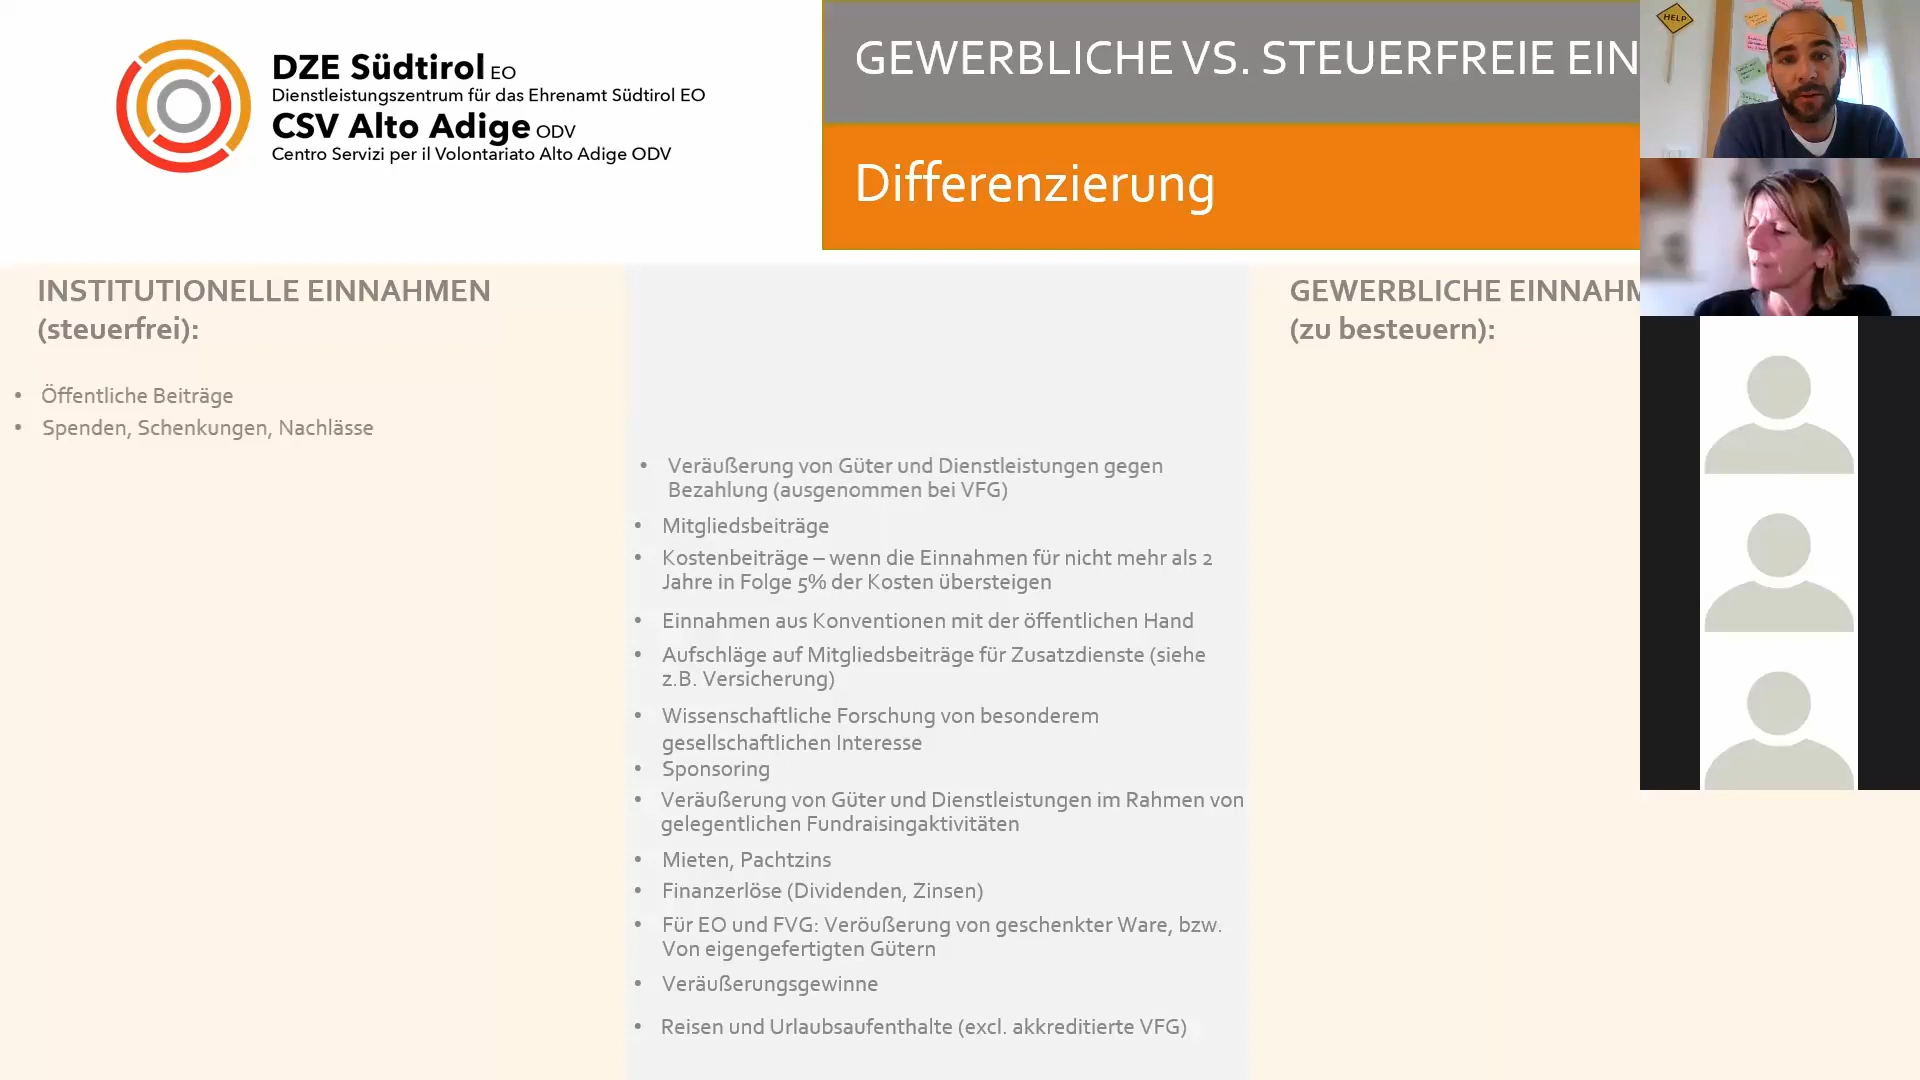 DZE Südtirol EO
Dienstleistungszentrum für das Ehrenamt Südtirol EO
CSV Alto Adige ODV
Centro Servizi per il Volontariato Alto Adige ODV
GEWERBLICHE VS. STEUERFREIE EIN
Differenzierung
HELP
INSTITUTIONELLE EINNAHMEN
(steuerfrei):
• Öffentliche Beiträge
• Spenden, Schenkungen, Nachlässe
• Veräußerung von Güter und Dienstleistungen gegen
Bezahlung (ausgenommen bei VFG)
• Mitgliedsbeiträge
• Kostenbeiträge – wenn die Einnahmen für nicht mehr als 2
Jahre in Folge 5% der Kosten übersteigen
• Einnahmen aus Konventionen mit der öffentlichen Hand
• Aufschläge auf Mitgliedsbeiträge für Zusatzdienste (siehe
z.B. Versicherung)
• Wissenschaftliche Forschung von besonderem
gesellschaftlichen Interesse
• Sponsoring
• Veräußerung von Güter und Dienstleistungen im Rahmen von
gelegentlichen Fundraisingaktivitäten
• Mieten, Pachtzins
• Finanzerlöse (Dividenden, Zinsen)
• Für EO und FVG: Veröußerung von geschenkter Ware, bzw.
Von eigengefertigten Gütern
• Veräußerungsgewinne
• Reisen und Urlaubsaufenthalte (excl. akkreditierte VFG)
GEWERBLICHE EINNAHM
(zu besteuern):